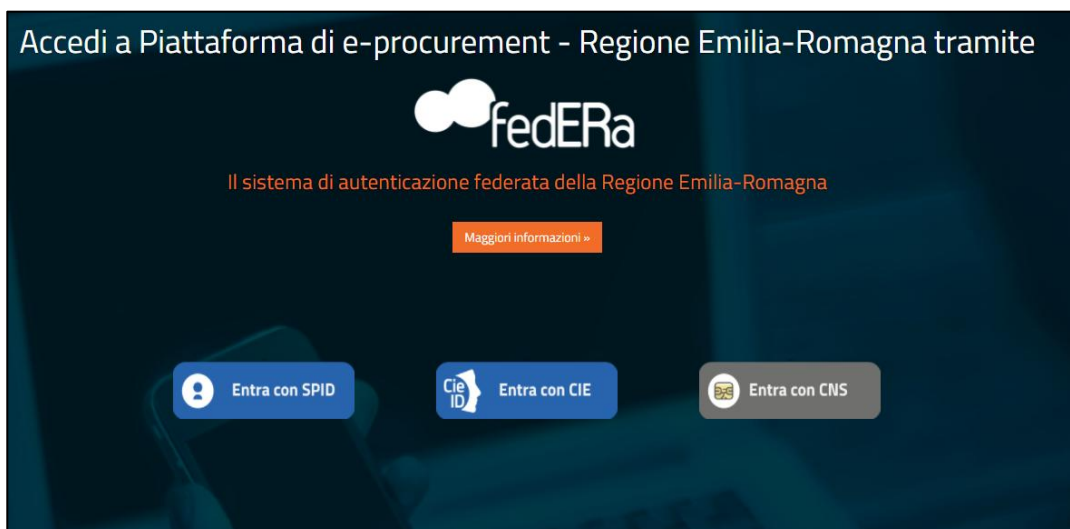 Accedi a Piattaforma di e-procurement - Regione Emilia-Romagna tramite
fedERa
Il sistema di autenticazione federata della Regione Emilia-Romagna
Maggiori informazioni »
Entra con SPID
Cie
ID
Entra con CIE
Entra con CNS